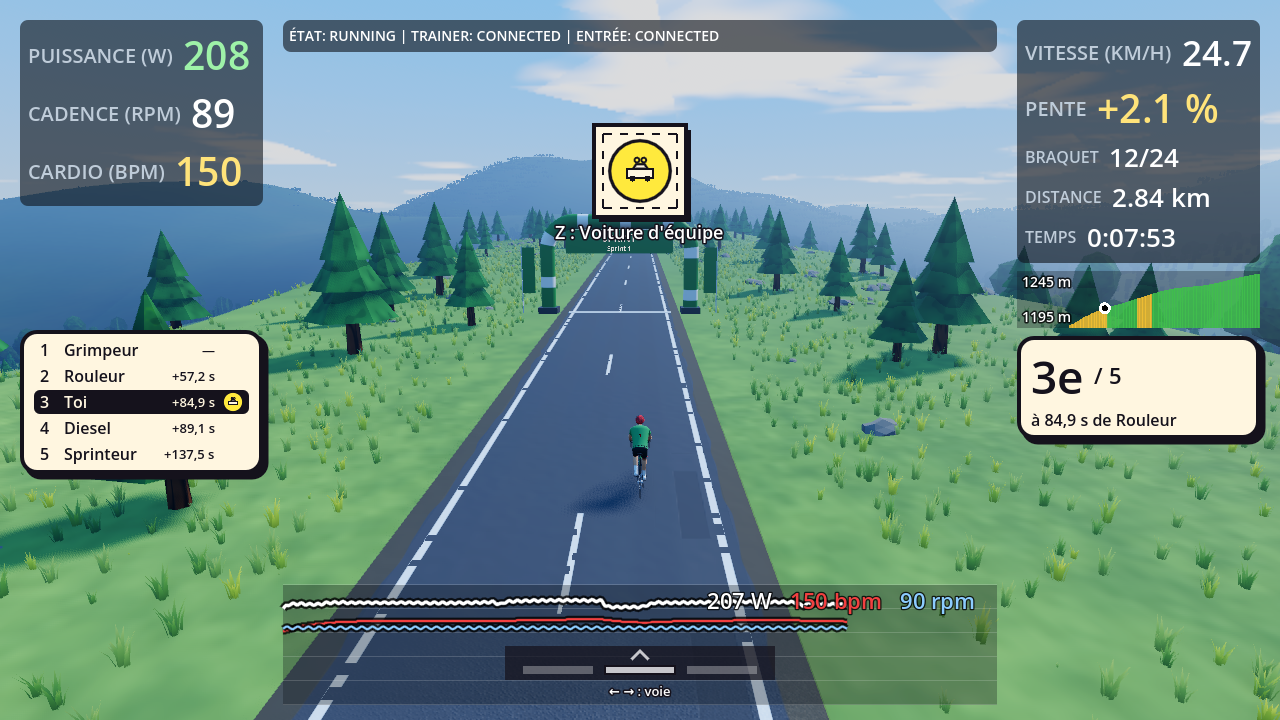 PUISSANCE (W) 208
CADENCE (RPM) 89
CARDIO (BPM) 150
ÉTAT: RUNNING | TRAINER: CONNECTED | ENTRÉE: CONNECTED
VITESSE (KM/H) 24.7
PENTE +2.1 %
BRAQUET 12/24
DISTANCE 2.84 km
TEMPS 0:07:53
1245 m
1195 m
Z : Voiture d'équipe
Sprint 1
1 Grimpeur —
2 Rouleur +57,2 s
3 Toi +84,9 s
4 Diesel +89,1 s
5 Sprinteur +137,5 s
3e / 5
à 84,9 s de Rouleur
207 W 150 bpm 90 rpm
← → : voie